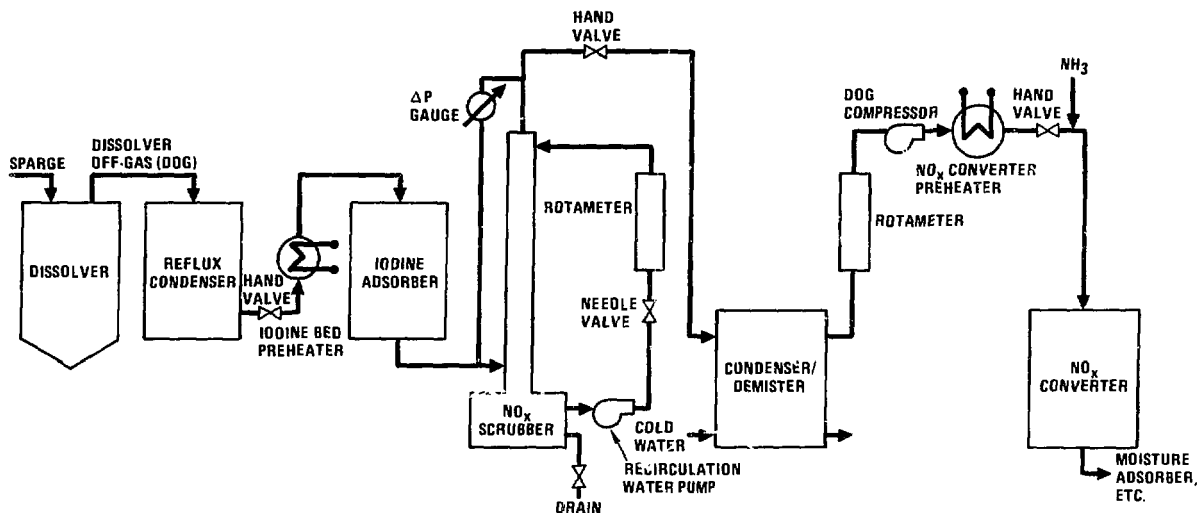 HAND
VALVE
NH3
ΔP
GAUGE
DOG
COMPRESSOR
HAND
VALVE
DISSOLVER
OFF-GAS (DOG)
SPARGE
NOx CONVERTER
PREHEATER
ROTAMETER
ROTAMETER
DISSOLVER
REFLUX
CONDENSER
HAND
VALVE
IODINE
ADSORBER
IODINE BED
PREHEATER
NEEDLE
VALVE
CONDENSER/
DEMISTER
NOx
CONVERTER
NOx
SCRUBBER
COLD
WATER
RECIRCULATION
WATER PUMP
DRAIN
MOISTURE
ADSORBER,
ETC.